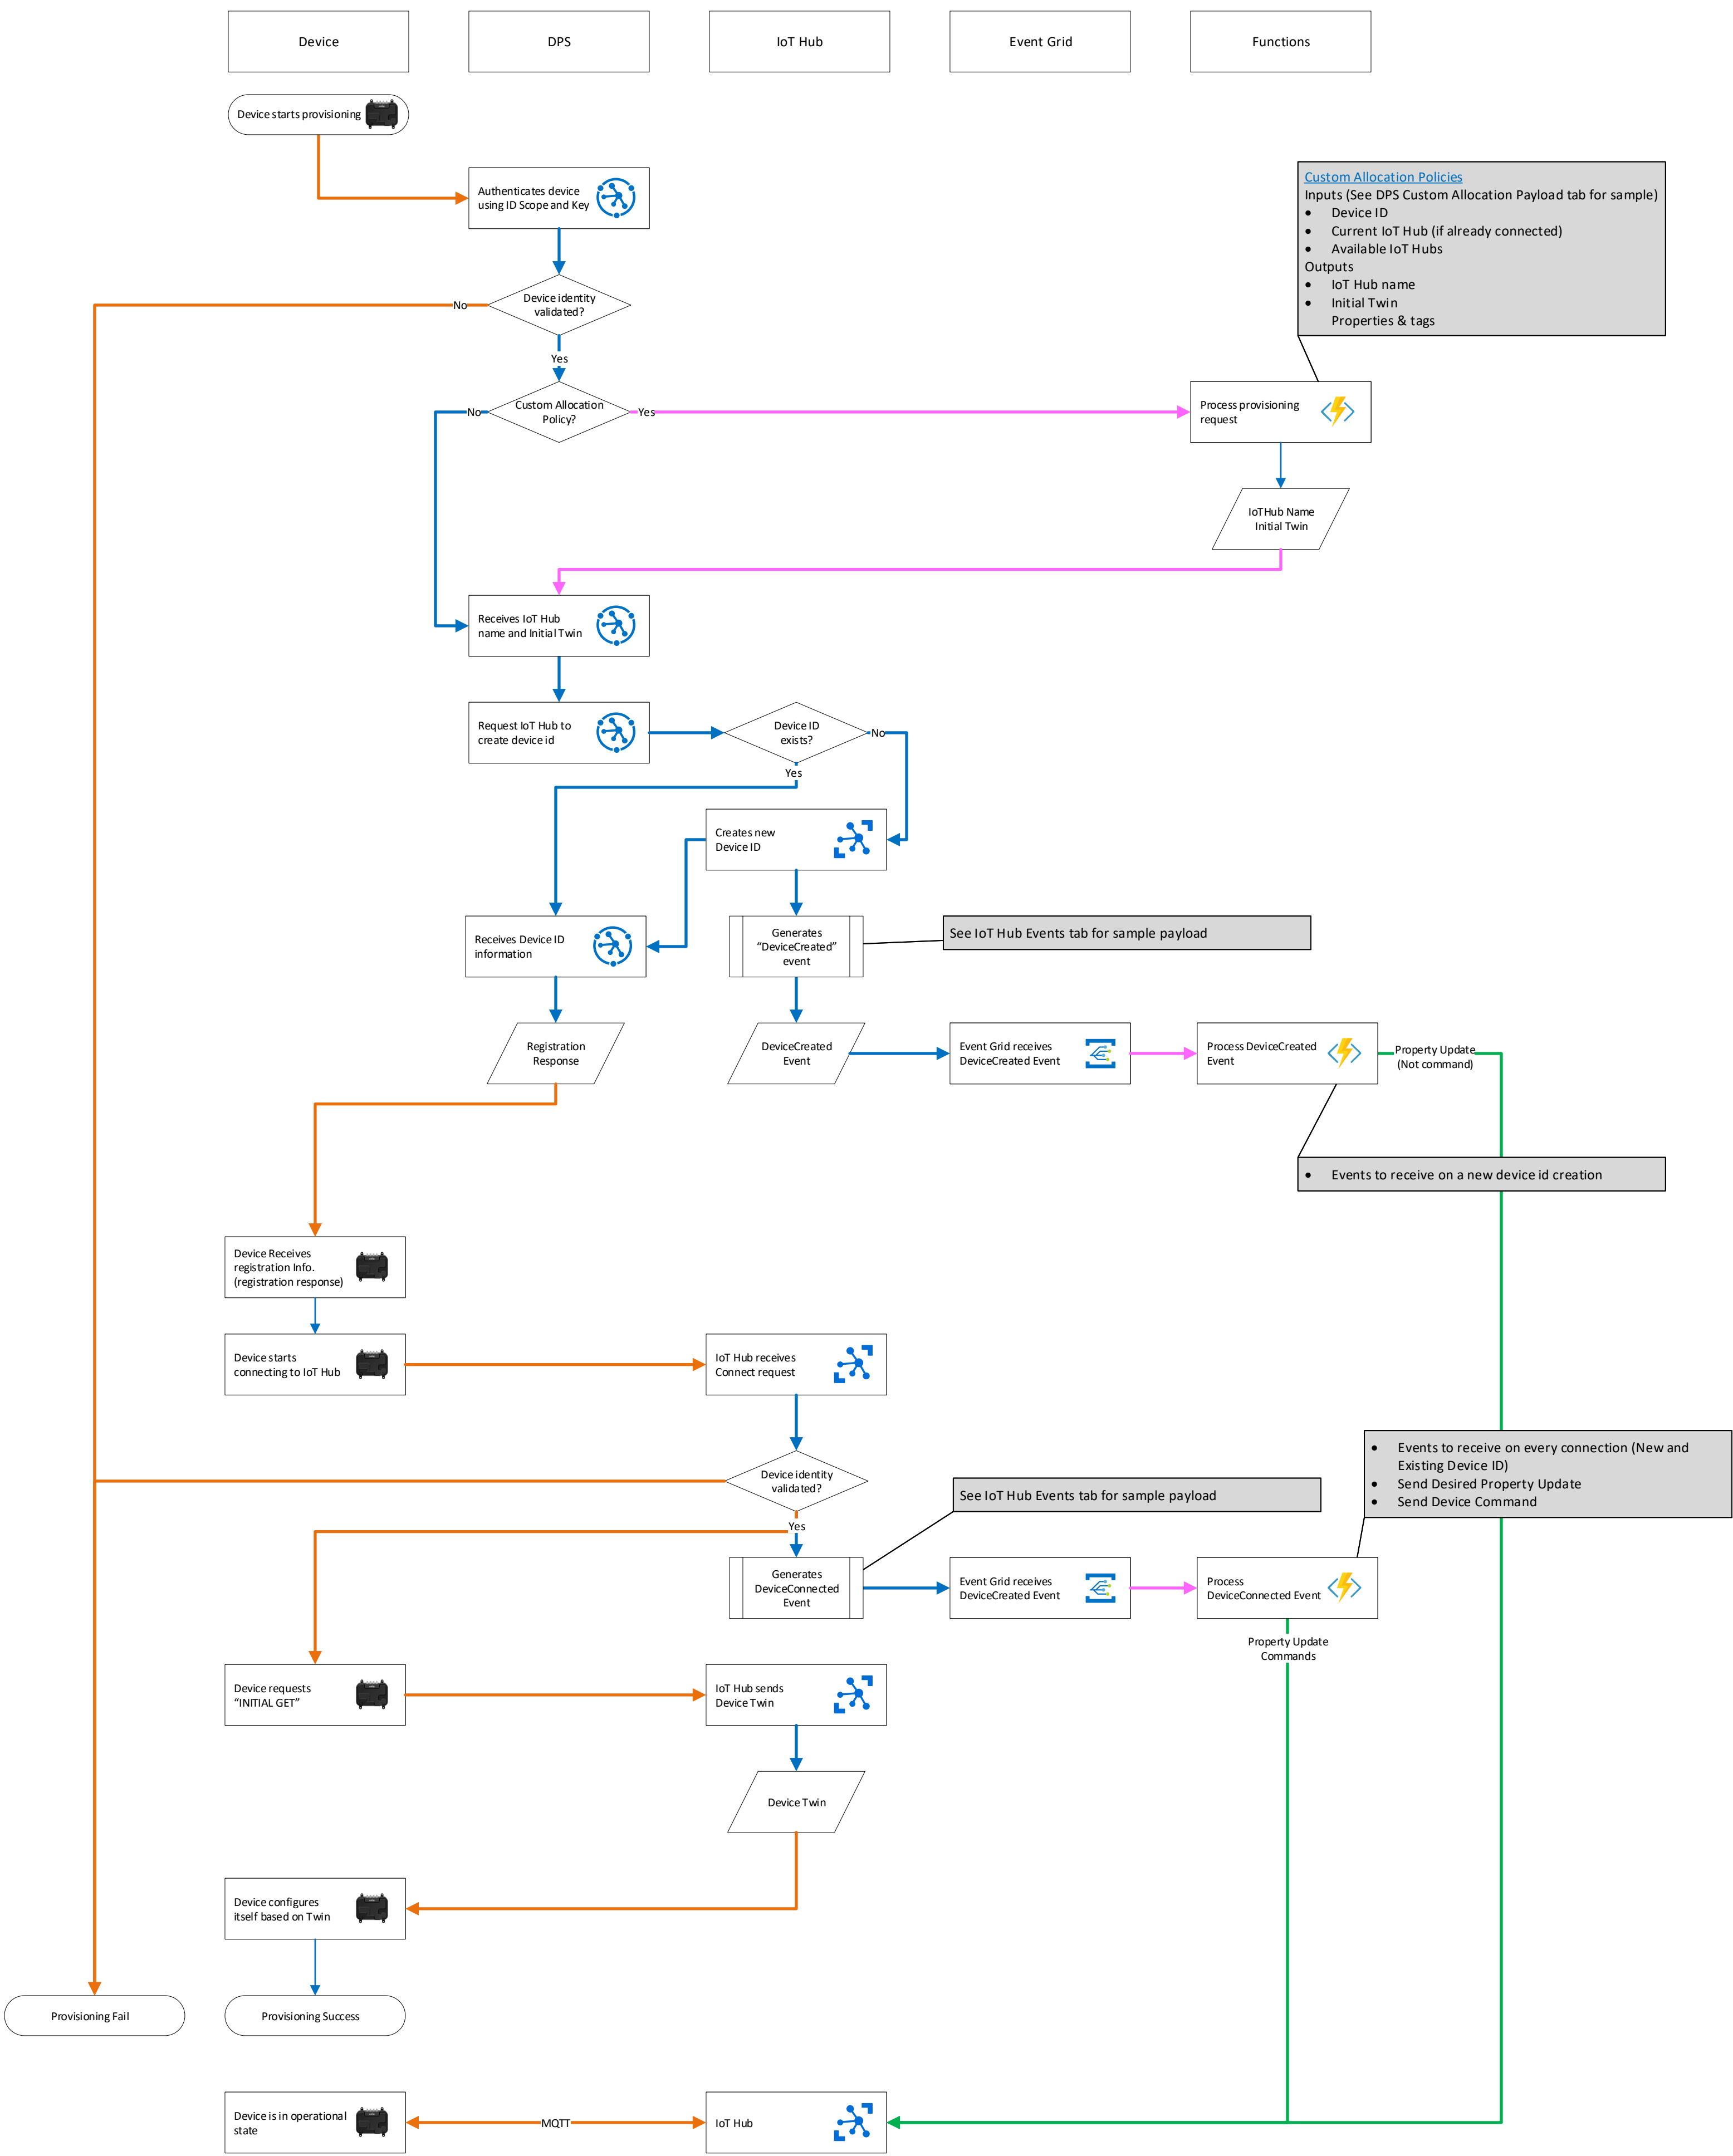 Device
DPS
IoT Hub
Event Grid
Functions
Device starts provisioning
Authenticates device
using ID Scope and Key
Custom Allocation Policies
Inputs (See DPS Custom Allocation Payload tab for sample)
• Device ID
• Current IoT Hub (if already connected)
• Available IoT Hubs
Outputs
• IoT Hub name
• Initial Twin
Properties & tags
Device identity
validated?
No
Yes
Custom Allocation
Policy?
No
Yes
Process provisioning
request
IoTHub Name
Initial Twin
Receives IoT Hub
name and Initial Twin
Request IoT Hub to
create device id
Device ID
exists?
No
Yes
Creates new
Device ID
Receives Device ID
information
Generates
“DeviceCreated”
event
See IoT Hub Events tab for sample payload
Registration
Response
DeviceCreated
Event
Event Grid receives
DeviceCreated Event
Process DeviceCreated
Event
Property Update
(Not command)
• Events to receive on a new device id creation
Device Receives
registration Info.
(registration response)
Device starts
connecting to IoT Hub
IoT Hub receives
Connect request
• Events to receive on every connection (New and
Existing Device ID)
• Send Desired Property Update
• Send Device Command
Device identity
validated?
See IoT Hub Events tab for sample payload
Yes
Generates
DeviceConnected
Event
Event Grid receives
DeviceCreated Event
Process
DeviceConnected Event
Property Update
Commands
Device requests
“INITIAL GET”
IoT Hub sends
Device Twin
Device Twin
Device configures
itself based on Twin
Provisioning Fail
Provisioning Success
Device is in operational
state
MQTT
IoT Hub